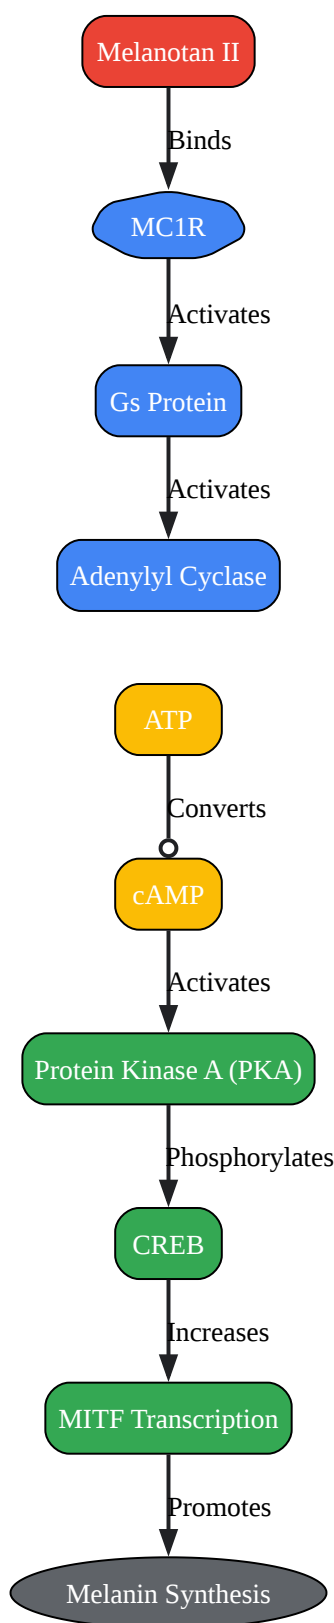 Melanotan II
Binds
MC1R
Activates
Gs Protein
Activates
Adenylyl Cyclase
ATP
Converts
cAMP
Activates
Protein Kinase A (PKA)
Phosphorylates
CREB
Increases
MITF Transcription
Promotes
Melanin Synthesis